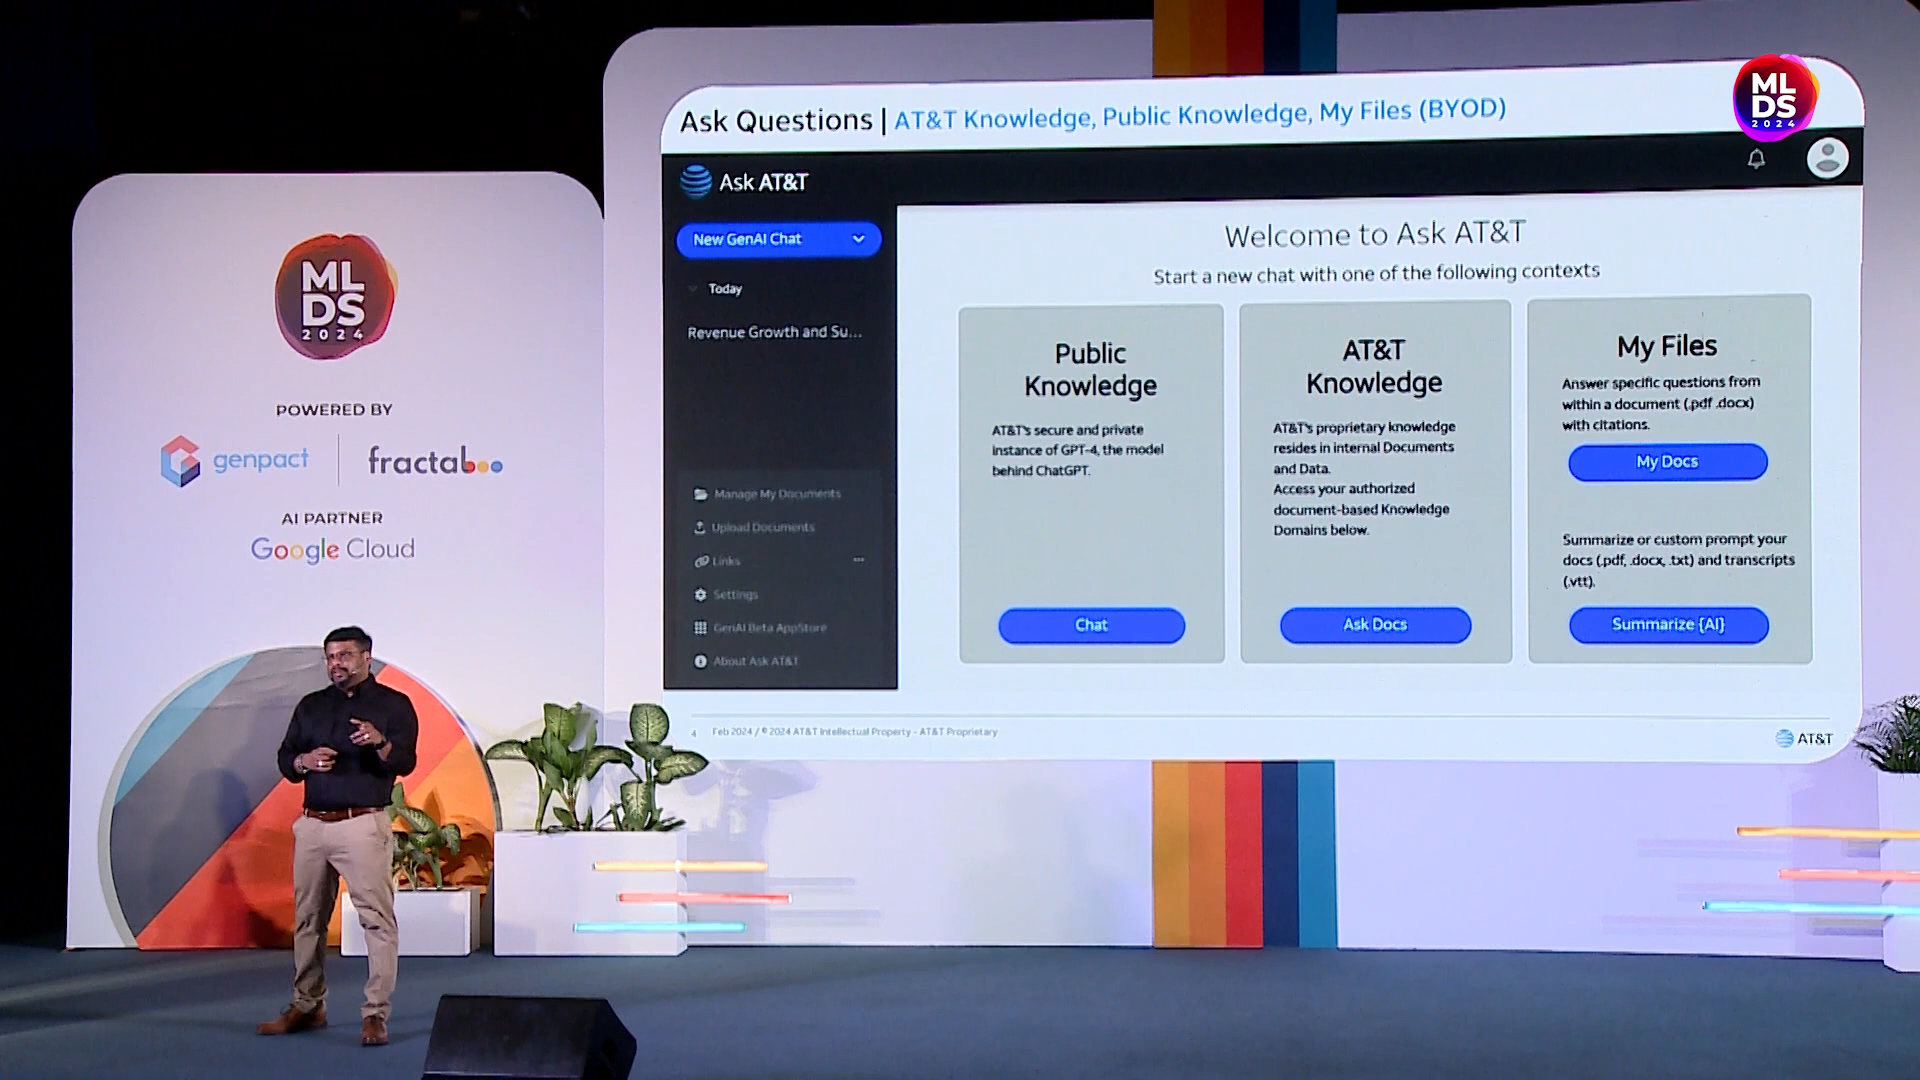 ML
DS
2024
POWERED BY
genpact
fractal
AI PARTNER
Google Cloud
Ask Questions | AT&T Knowledge, Public Knowledge, My Files (BYOD)
ML
DS
2024
Ask AT&T
New GenAI Chat
Today
Revenue Growth and Su...
Manage My Documents
Upload Documents
Links
...
Settings
GenAI Beta AppStore
About Ask AT&T
Welcome to Ask AT&T
Start a new chat with one of the following contexts
Public
Knowledge
AT&T's secure and private
instance of GPT-4, the model
behind ChatGPT.
Chat
AT&T
Knowledge
AT&T's proprietary knowledge
resides in internal Documents
and Data.
Access your authorized
document-based Knowledge
Domains below.
Ask Docs
My Files
Answer specific questions from
within a document (.pdf .docx)
with citations.
My Docs
Summarize or custom prompt your
docs (.pdf, .docx, .txt) and transcripts
(.vtt).
Summarize {AI}
4 Feb 2024 / © 2024 AT&T Intellectual Property - AT&T Proprietary
AT&T